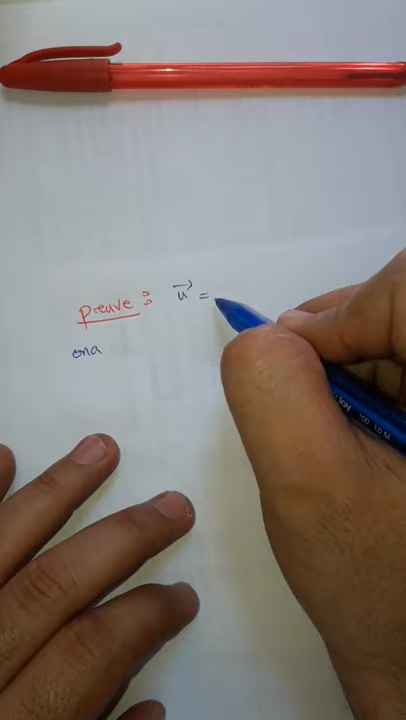 preuve : u⃗ =
ona